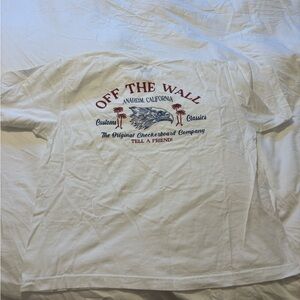 OFF THE WALL
ANAHEIM, CALIFORNIA
Customs Classics
The Original Checkerboard Company
TELL A FRIEND!